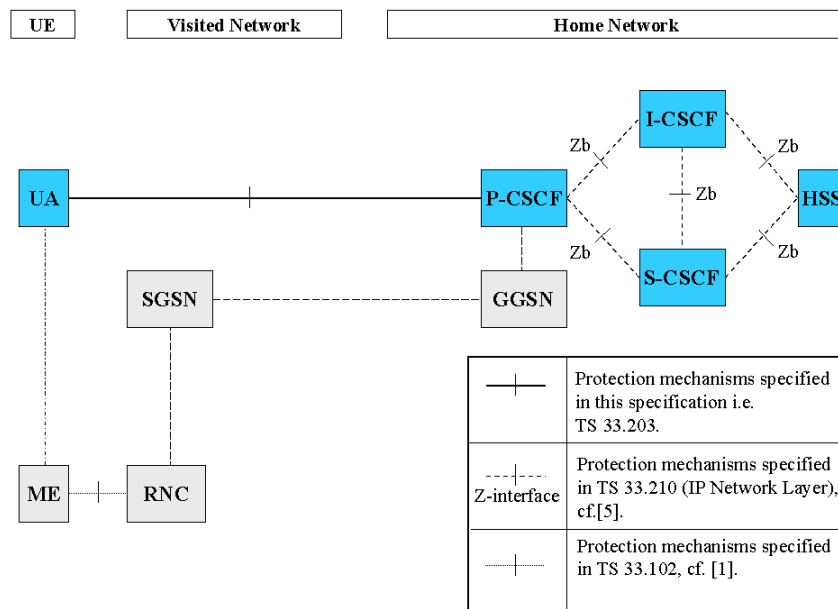 UE
Visited Network
Home Network
I-CSCF
Zb
Zb
UA
P-CSCF
Zb
HSS
Zb
Zb
S-CSCF
SGSN
GGSN
Protection mechanisms specified
in this specification i.e.
TS 33.203.
ME
RNC
Z-interface
Protection mechanisms specified
in TS 33.210 (IP Network Layer),
cf.[5].
Protection mechanisms specified
in TS 33.102, cf. [1].